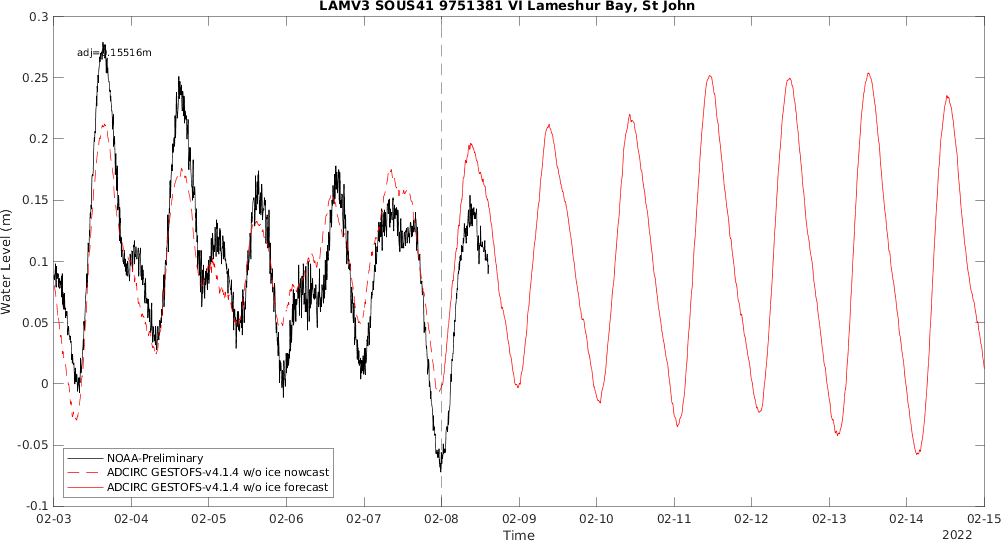 LAMV3 SOUS41 9751381 VI Lameshur Bay, St John
0.3
0.25
0.2
0.15
0.1
0.05
0
-0.05
-0.1
Water Level (m)
NOAA-Preliminary
ADCIRC GESTOFS-v4.1.4 w/o ice nowcast
ADCIRC GESTOFS-v4.1.4 w/o ice forecast
02-03 02-04 02-05 02-06 02-07 02-08 02-09 02-10 02-11 02-12 02-13 02-14 02-15
Time
2022